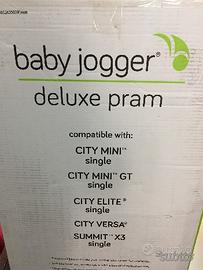 baby jogger®
deluxe pram
compatible with:
CITY MINI™
single
CITY MINI™ GT
single
CITY ELITE®
single
CITY VERSA®
SUMMIT™ X3
single
subito